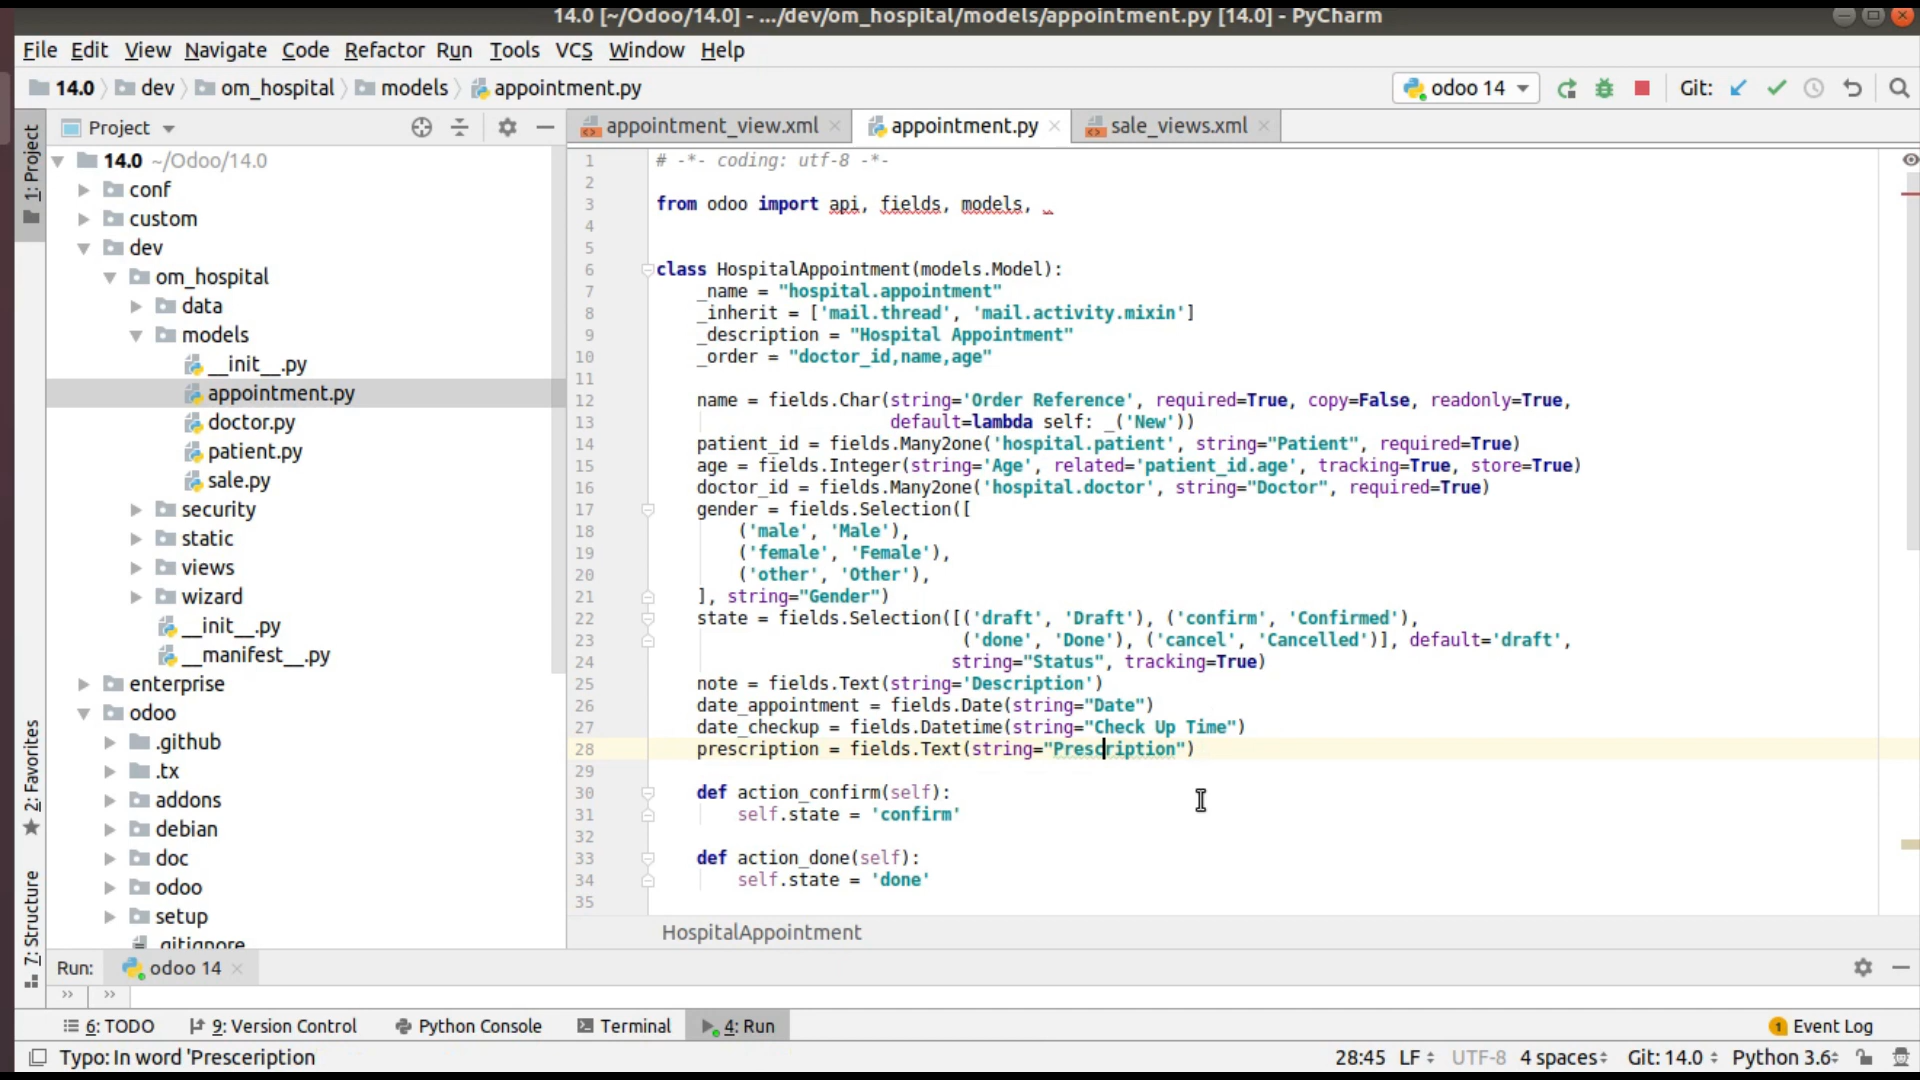 14.0 [~/Odoo/14.0] - .../dev/om_hospital/models/appointment.py [14.0] - PyCharm
File Edit View Navigate Code Refactor Run Tools VCS Window Help
14.0 dev om_hospital models appointment.py odoo 14 Git:
Project
appointment_view.xml appointment.py sale_views.xml
1: Project
2: Favorites
7: Structure
14.0 ~/Odoo/14.0
conf
custom
dev
om_hospital
data
models
__init__.py
appointment.py
doctor.py
patient.py
sale.py
security
static
views
wizard
__init__.py
__manifest__.py
enterprise
odoo
.github
.tx
addons
debian
doc
odoo
setup
.gitignore
1 # -*- coding: utf-8 -*-
2
3 from odoo import api, fields, models, _
4
5
6 class HospitalAppointment(models.Model):
7 _name = "hospital.appointment"
8 _inherit = ['mail.thread', 'mail.activity.mixin']
9 _description = "Hospital Appointment"
10 _order = "doctor_id,name,age"
11
12 name = fields.Char(string='Order Reference', required=True, copy=False, readonly=True,
13 default=lambda self: _('New'))
14 patient_id = fields.Many2one('hospital.patient', string="Patient", required=True)
15 age = fields.Integer(string='Age', related='patient_id.age', tracking=True, store=True)
16 doctor_id = fields.Many2one('hospital.doctor', string="Doctor", required=True)
17 gender = fields.Selection([
18 ('male', 'Male'),
19 ('female', 'Female'),
20 ('other', 'Other'),
21 ], string="Gender")
22 state = fields.Selection([('draft', 'Draft'), ('confirm', 'Confirmed'),
23 ('done', 'Done'), ('cancel', 'Cancelled')], default='draft',
24 string="Status", tracking=True)
25 note = fields.Text(string='Description')
26 date_appointment = fields.Date(string="Date")
27 date_checkup = fields.Datetime(string="Check Up Time")
28 prescription = fields.Text(string="Prescription")
29
30 def action_confirm(self):
31 self.state = 'confirm'
32
33 def action_done(self):
34 self.state = 'done'
35
HospitalAppointment
Run: odoo 14
6: TODO 9: Version Control Python Console Terminal 4: Run 1 Event Log
Typo: In word 'Presceription 28:45 LF UTF-8 4 spaces Git: 14.0 Python 3.6